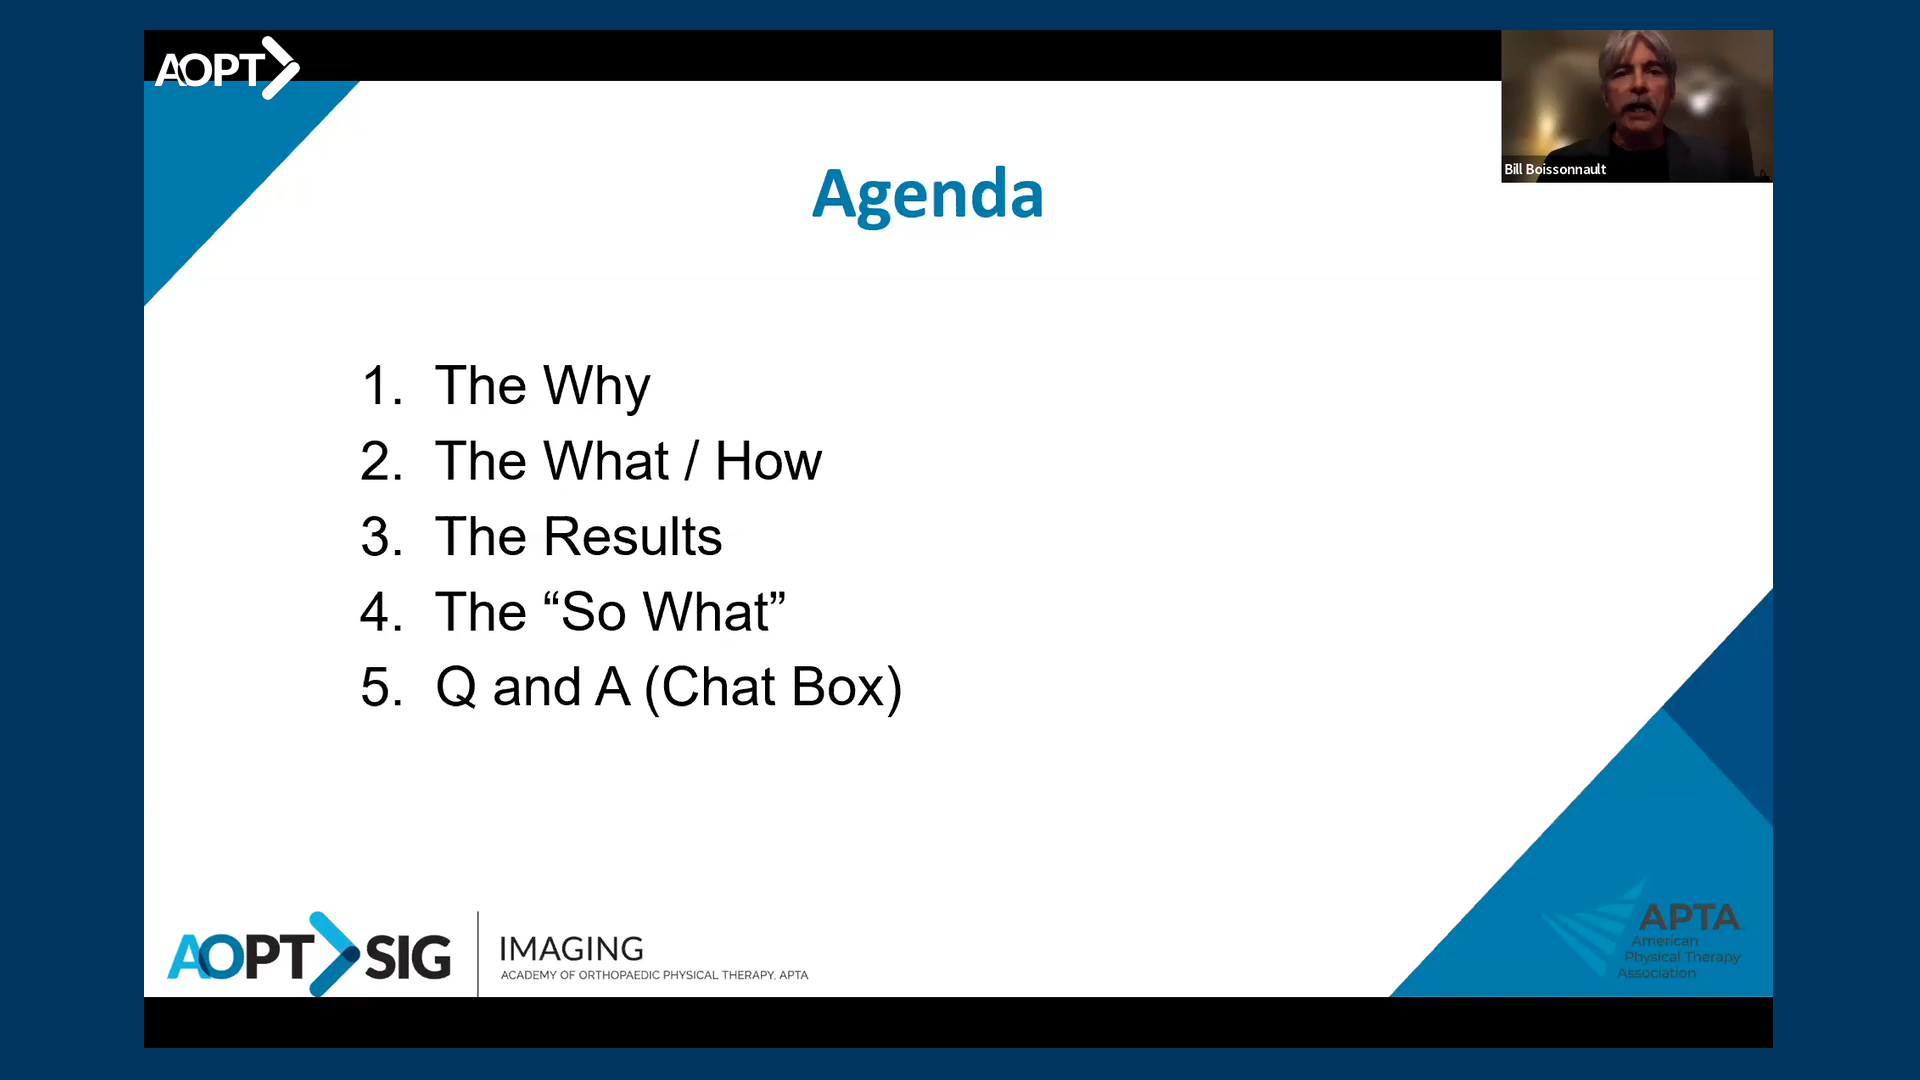 AOPT
Bill Boissonnault
Agenda
1. The Why
2. The What / How
3. The Results
4. The “So What”
5. Q and A (Chat Box)
AOPT SIG
IMAGING
ACADEMY OF ORTHOPAEDIC PHYSICAL THERAPY, APTA
APTA
American
Physical Therapy
Association